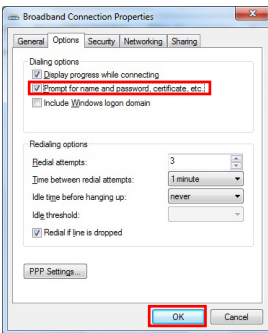 Broadband Connection Properties
General Options Security Networking Sharing
Dialing options
Display progress while connecting
Prompt for name and password, certificate, etc.
Include Windows logon domain
Redialing options
Redial attempts: 3
Time between redial attempts: 1 minute
Idle time before hanging up: never
Idle threshold:
Redial if line is dropped
PPP Settings...
OK Cancel